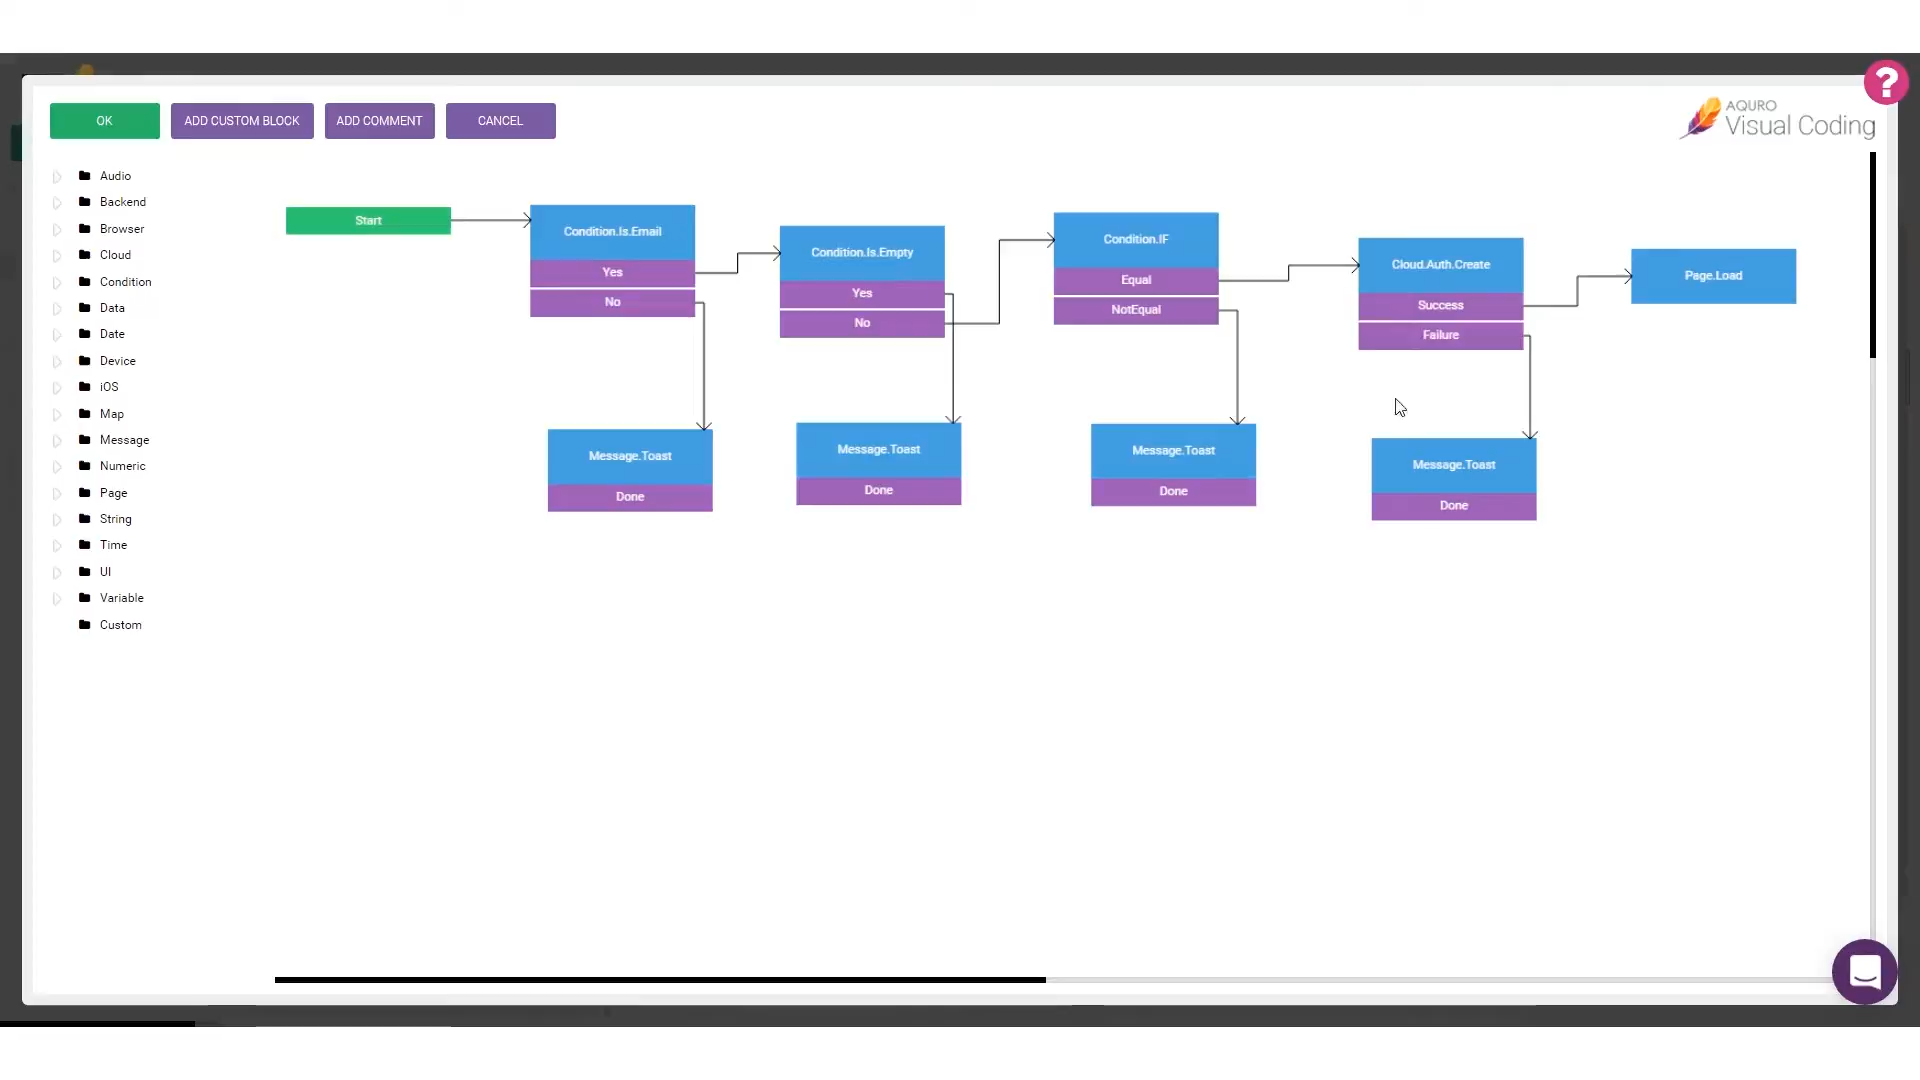 OK
ADD CUSTOM BLOCK
ADD COMMENT
CANCEL
?
AQURO
Visual Coding
Audio
Backend
Browser
Cloud
Condition
Data
Date
Device
iOS
Map
Message
Numeric
Page
String
Time
UI
Variable
Custom
Start
Condition.Is.Email
Yes
No
Condition.Is.Empty
Yes
No
Condition.IF
Equal
NotEqual
Cloud.Auth.Create
Success
Failure
Page.Load
Message.Toast
Done
Message.Toast
Done
Message.Toast
Done
Message.Toast
Done